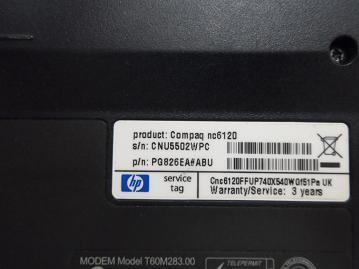 product: Compaq nc6120
s/n: CNU5502WPC
p/n: PG826EA#ABU
hp
service
tag
Cnc6120FFUP740X540W0f51Pa UK
Warranty/Service: 3 years
MODEM Model T60M283.00
TELEPERMIT